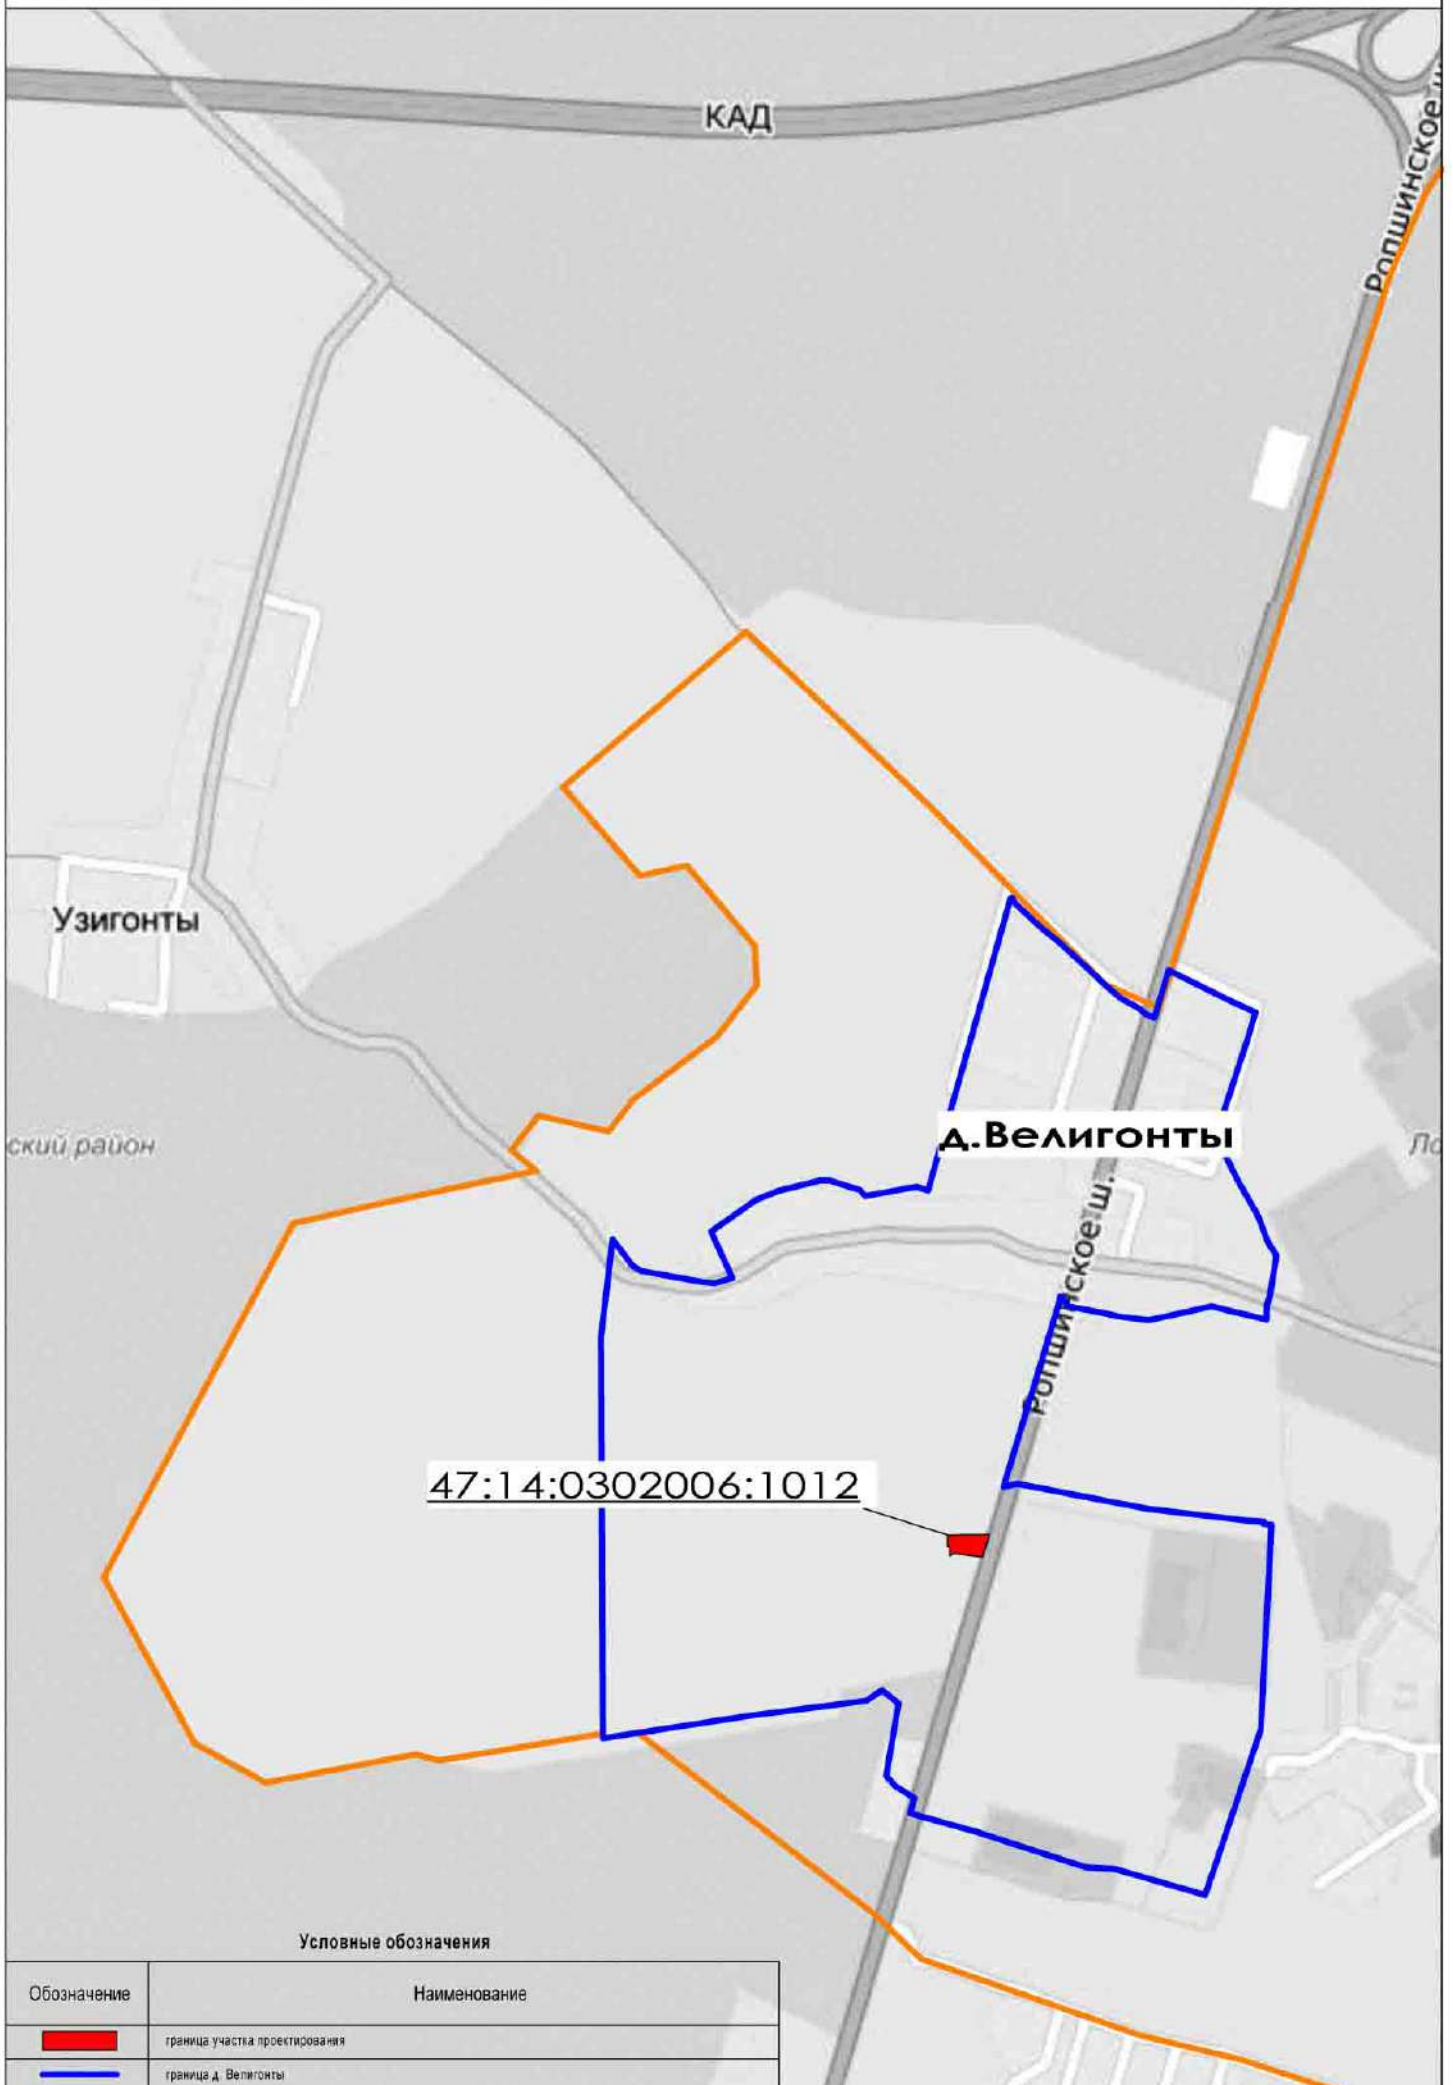 КАД
Ропшинское
Узигонты
ский район
д.Велигонты
Ло
Ропшинское ш.
47:14:0302006:1012
Условные обозначения
Обозначение
Наименование
граница участка проектирования
граница д. Велигонты